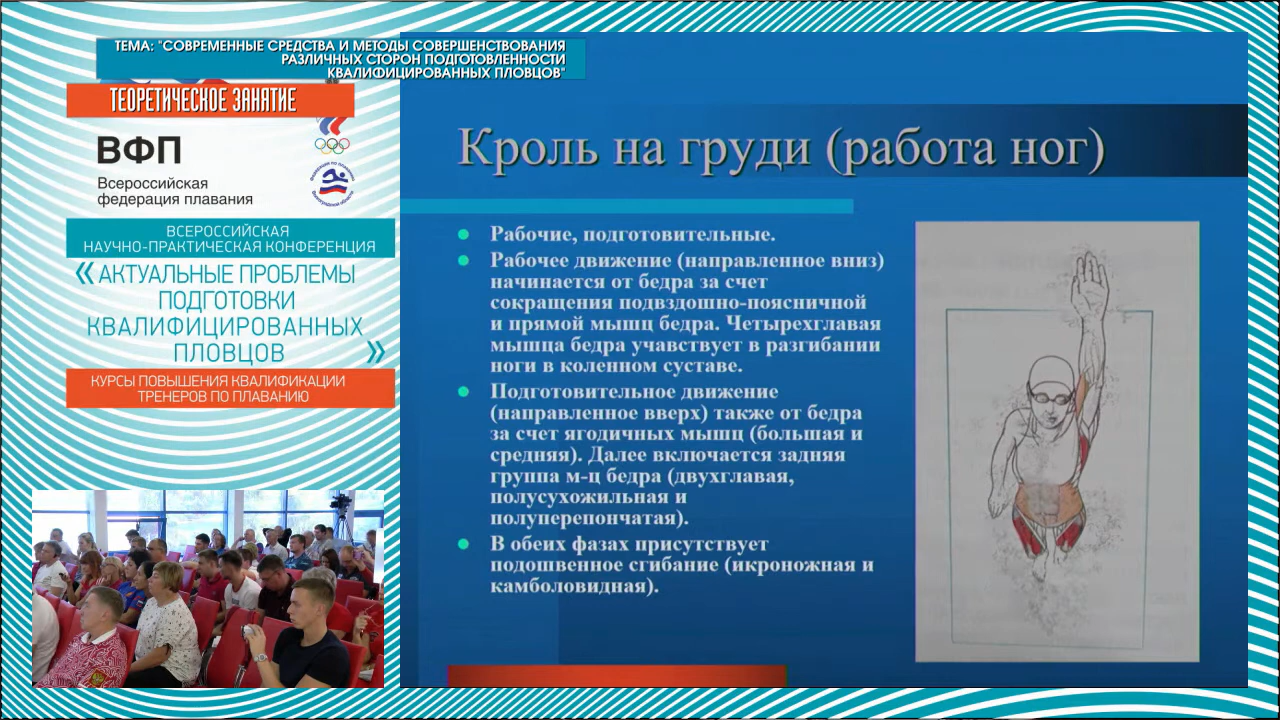 ТЕМА: "СОВРЕМЕННЫЕ СРЕДСТВА И МЕТОДЫ СОВЕРШЕНСТВОВАНИЯ
РАЗЛИЧНЫХ СТОРОН ПОДГОТОВЛЕННОСТИ
КВАЛИФИЦИРОВАННЫХ ПЛОВЦОВ"
ТЕОРЕТИЧЕСКОЕ ЗАНЯТИЕ
ВФП
Всероссийская
федерация плавания
ВСЕРОССИЙСКАЯ
НАУЧНО-ПРАКТИЧЕСКАЯ КОНФЕРЕНЦИЯ
«АКТУАЛЬНЫЕ ПРОБЛЕМЫ
ПОДГОТОВКИ
КВАЛИФИЦИРОВАННЫХ
ПЛОВЦОВ»
КУРСЫ ПОВЫШЕНИЯ КВАЛИФИКАЦИИ
ТРЕНЕРОВ ПО ПЛАВАНИЮ
Кроль на груди (работа ног)
Рабочие, подготовительные.
Рабочее движение (направленное вниз)
начинается от бедра за счет
сокращения подвздошно-поясничной
и прямой мышц бедра. Четырехглавая
мышца бедра учавствует в разгибании
ноги в коленном суставе.
Подготовительное движение
(направленное вверх) также от бедра
за счет ягодичных мышц (большая и
средняя). Далее включается задняя
группа м-ц бедра (двухглавая,
полусухожильная и
полуперепончатая).
В обеих фазах присутствует
подошвенное сгибание (икроножная и
камболовидная).